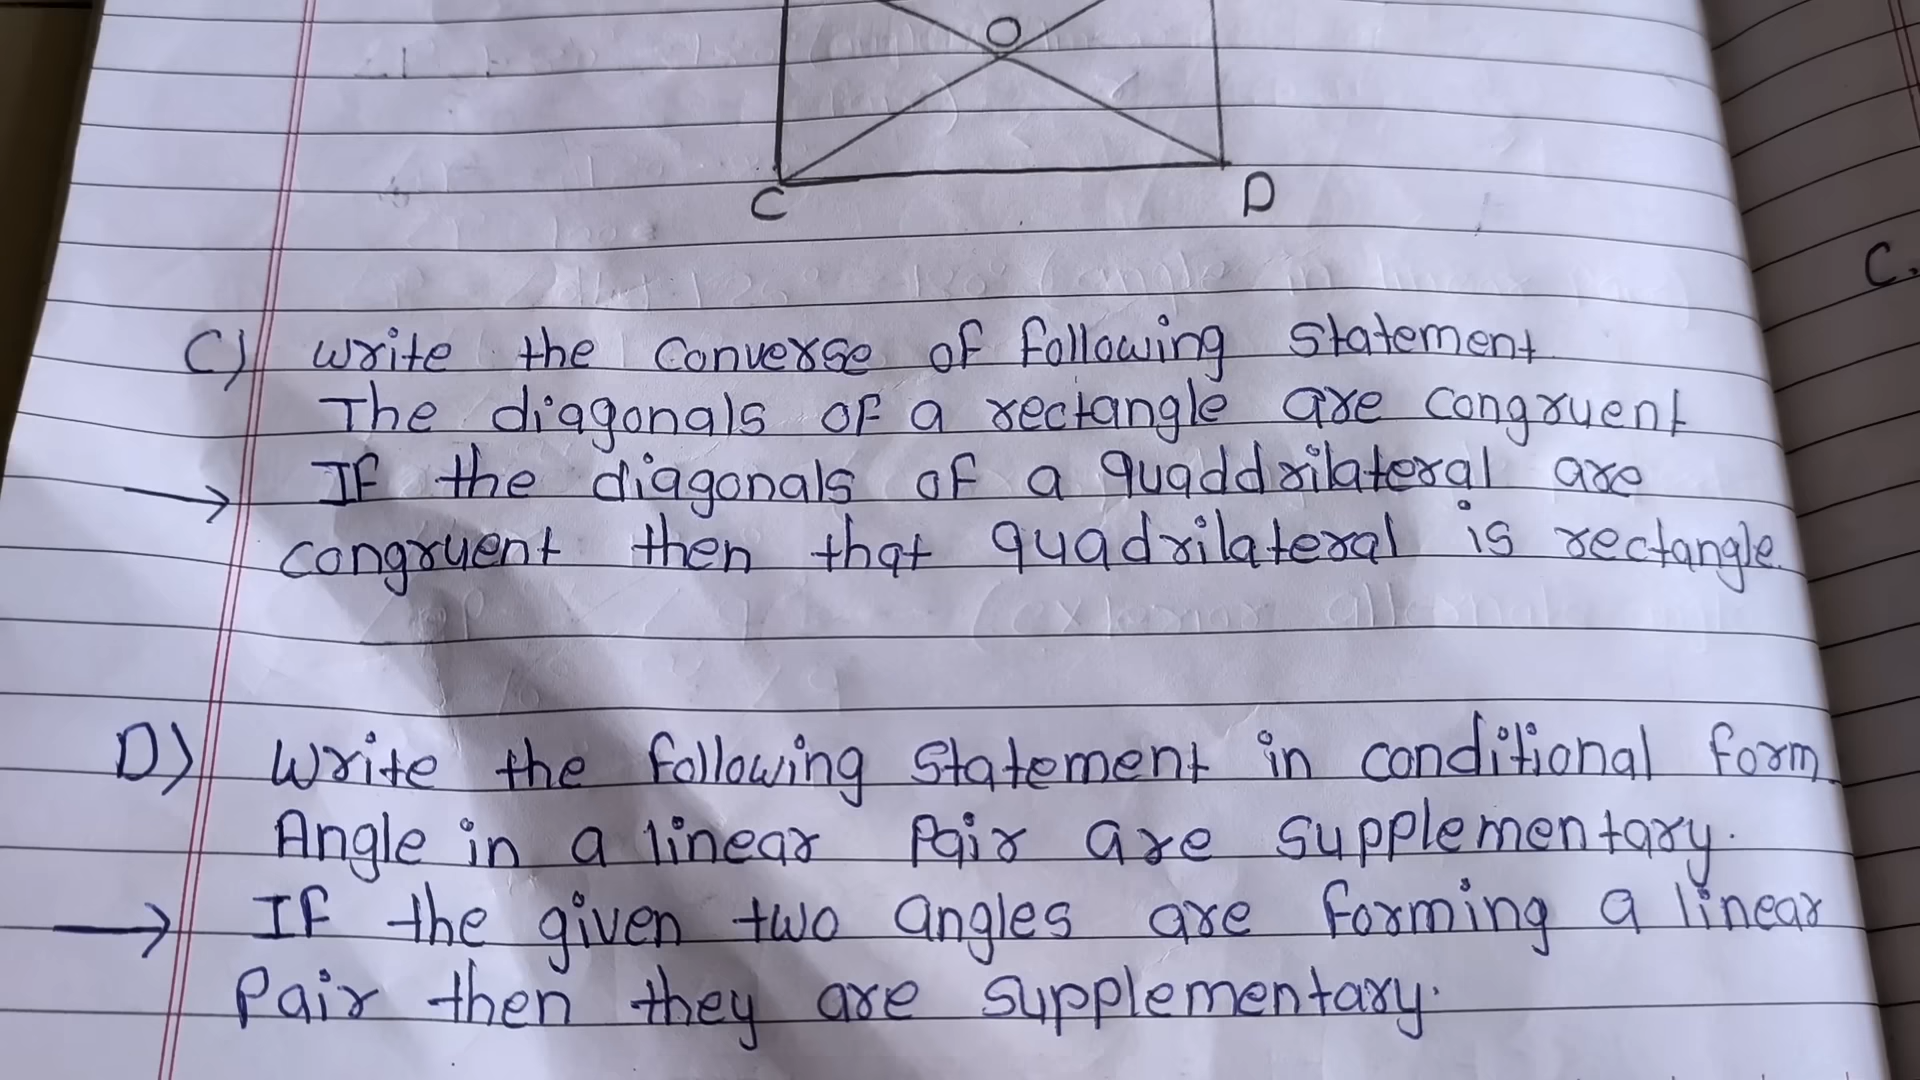 O
C D
C.
C) Write the converse of following statement
The diagonals of a rectangle are congruent
If the diagonals of a quaddrilateral are
congruent then that quadrilateral is rectangle.
D) Write the following statement in conditional form.
Angle in a linear pair are supplementary.
If the given two angles are forming a linear
pair then they are supplementary.